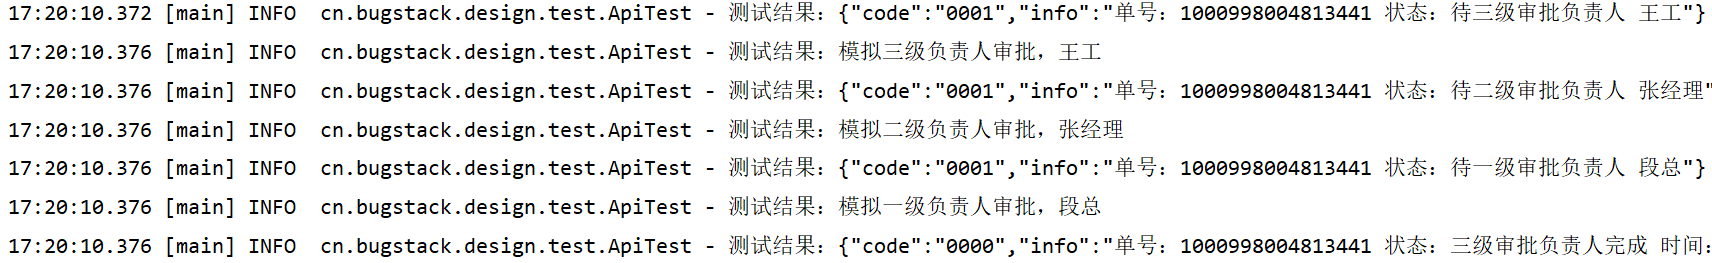 17:20:10.372 [main] INFO  cn.bugstack.design.test.ApiTest - 测试结果：{"code":"0001","info":"单号：1000998004813441 状态：待三级审批负责人 王工"}
17:20:10.376 [main] INFO  cn.bugstack.design.test.ApiTest - 测试结果：模拟三级负责人审批，王工
17:20:10.376 [main] INFO  cn.bugstack.design.test.ApiTest - 测试结果：{"code":"0001","info":"单号：1000998004813441 状态：待二级审批负责人 张经理"
17:20:10.376 [main] INFO  cn.bugstack.design.test.ApiTest - 测试结果：模拟二级负责人审批，张经理
17:20:10.376 [main] INFO  cn.bugstack.design.test.ApiTest - 测试结果：{"code":"0001","info":"单号：1000998004813441 状态：待一级审批负责人 段总"}
17:20:10.376 [main] INFO  cn.bugstack.design.test.ApiTest - 测试结果：模拟一级负责人审批，段总
17:20:10.376 [main] INFO  cn.bugstack.design.test.ApiTest - 测试结果：{"code":"0000","info":"单号：1000998004813441 状态：三级审批负责人完成 时间：